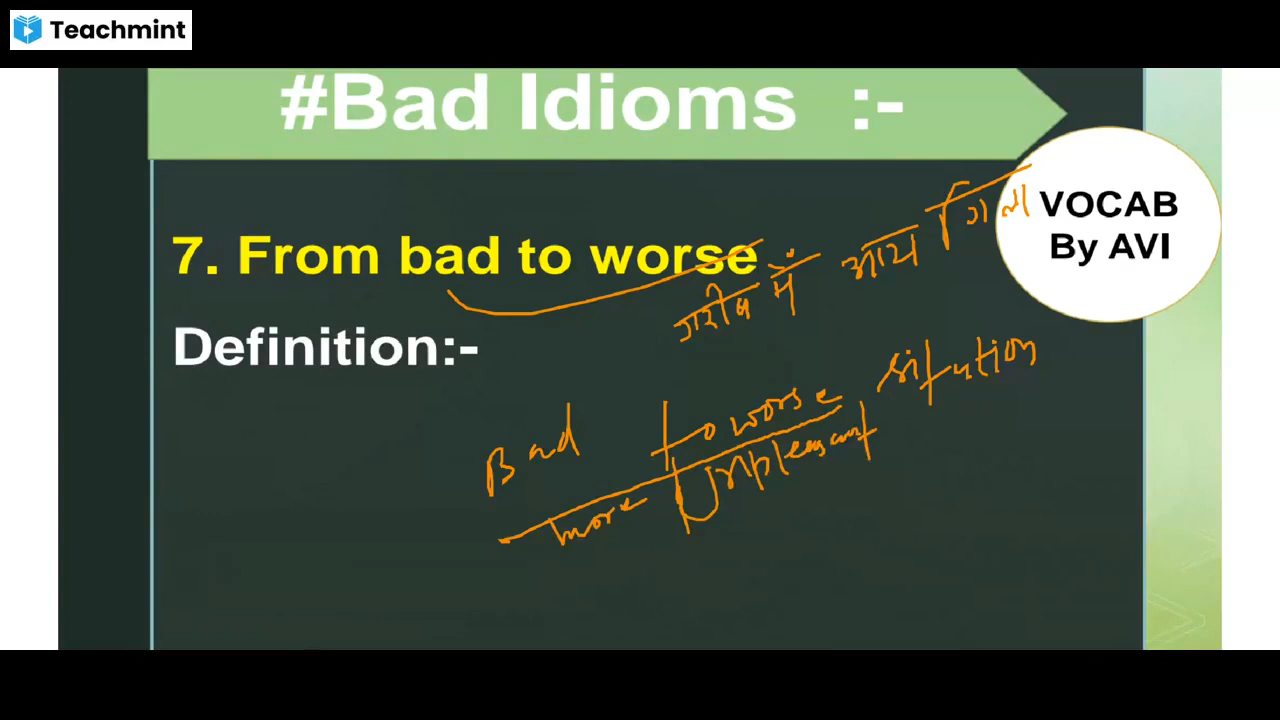 Teachmint
#Bad Idioms :-
VOCAB
By AVI
7. From bad to worse
गरीब में आटा गिला
Definition:-
Bad to worse sitution
more Unpleasant